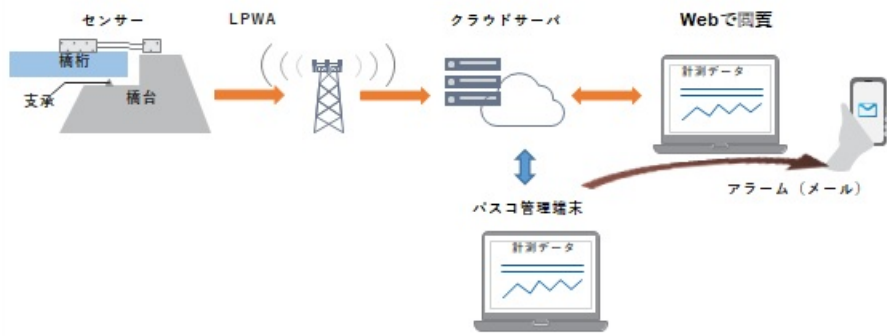 センサー
LPWA
クラウドサーバ
Webで
橋桁
支承
橋台
計測データ
アラーム（メール）
パスコ管理端末
計測データ